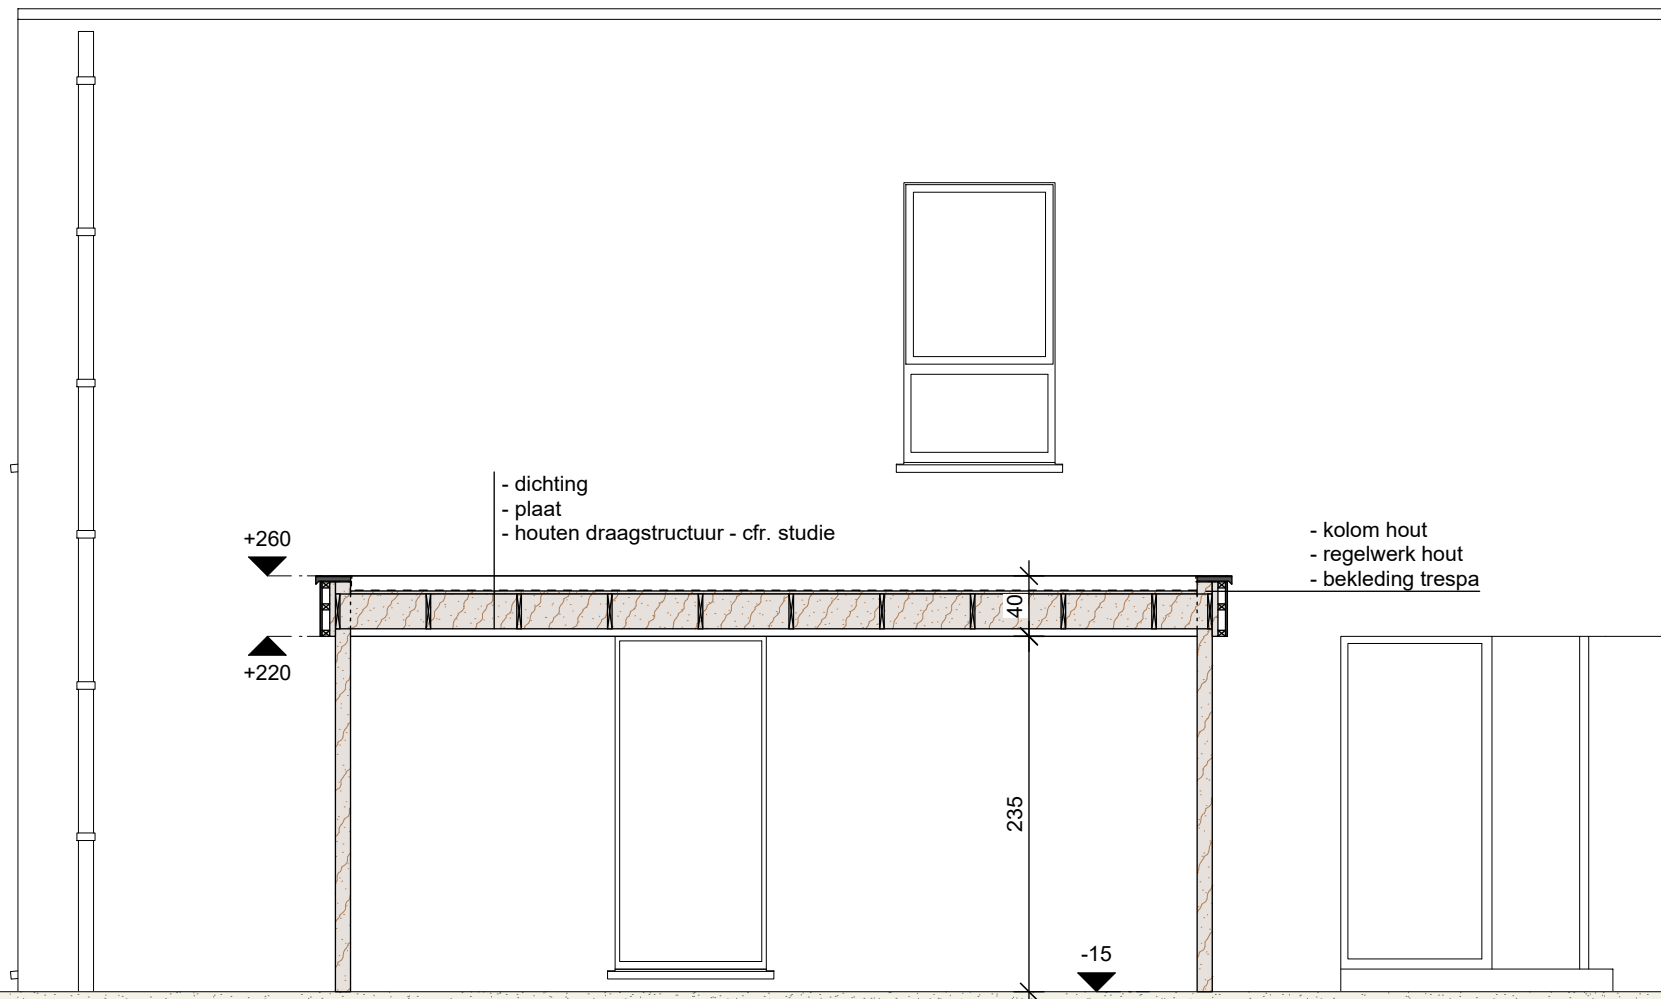 - dichting
- plaat
- houten draagstructuur - cfr. studie
- kolom hout
- regelwerk hout
- bekleding trespa
+260
40
+220
235
-15